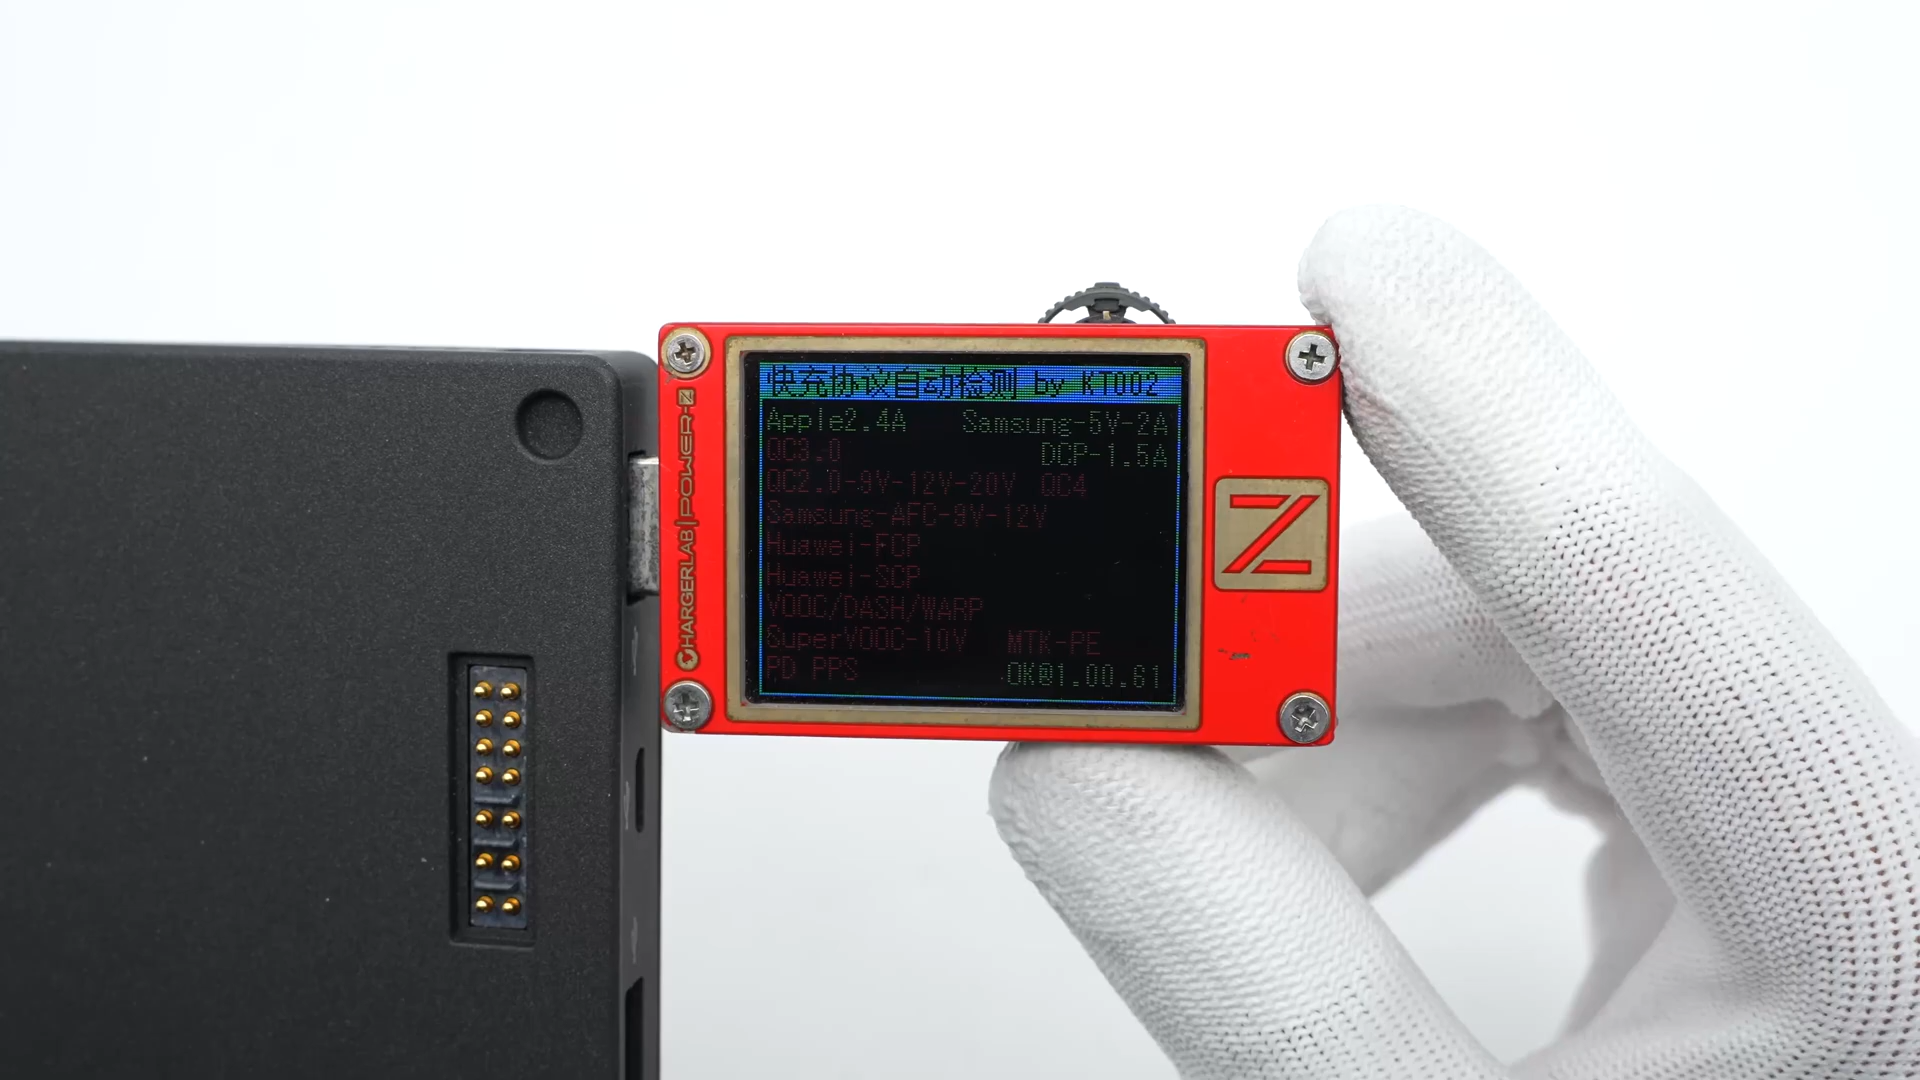 快充协议自动检测 by KT002
Apple2.4A Samsung-5V-2A
QC3.0 DCP-1.5A
QC2.0-9V-12V-20V QC4
Samsung-AFC-9V-12V
Huawei-FCP
Huawei-SCP
VOOC/DASH/WARP
SuperVOOC-10V MTK-PE
PD PPS OK@1.00.61
CHARGERLAB|POWER-Z
Z